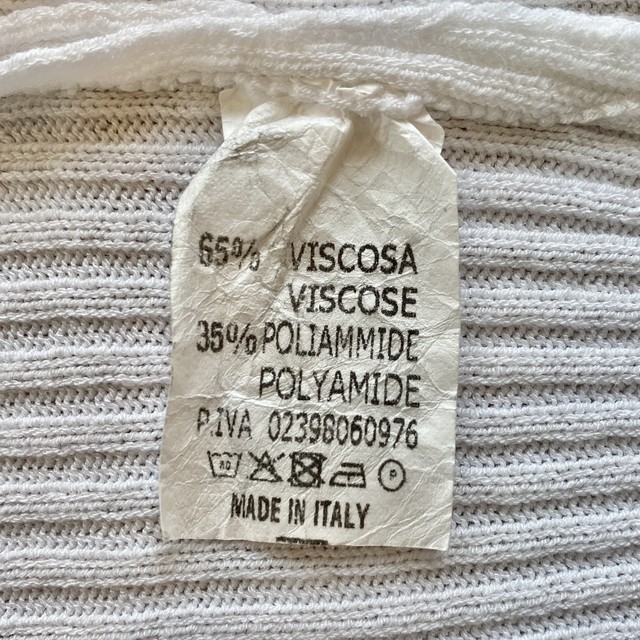 65% VISCOSA
VISCOSE
35% POLIAMMIDE
POLYAMIDE
P.IVA 02398060976
MADE IN ITALY